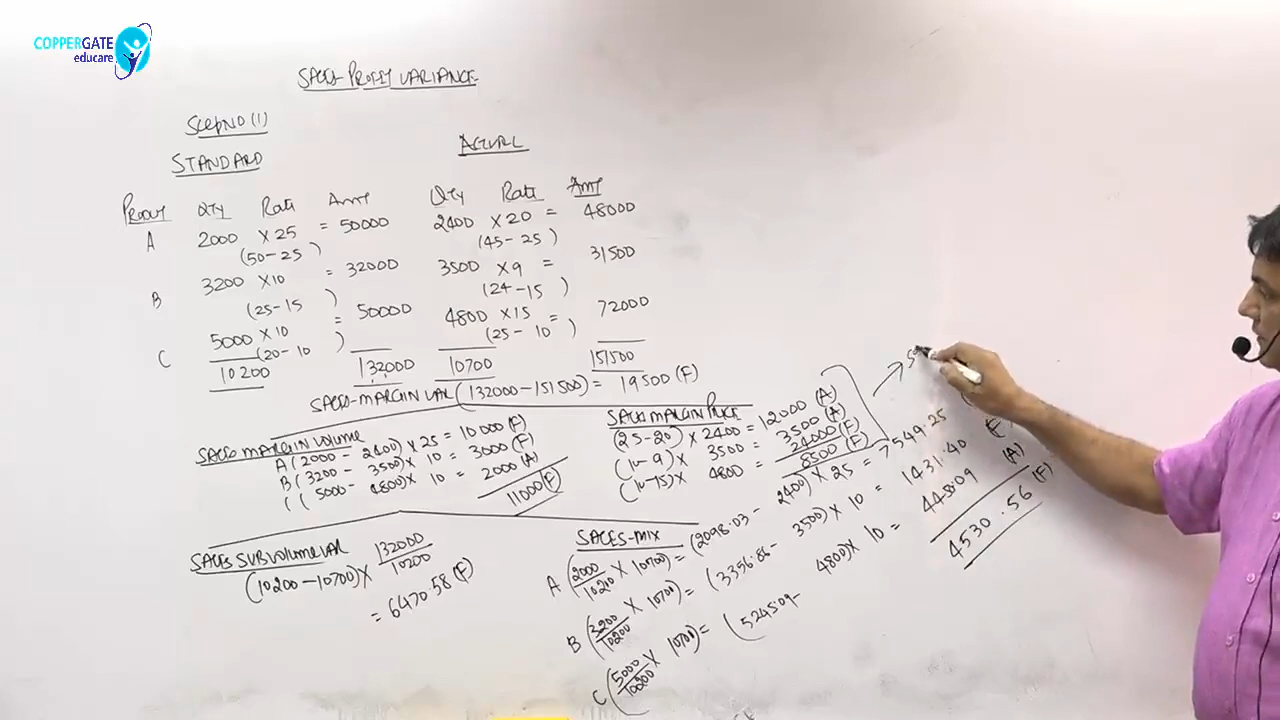 COPPERGATE
educare
SALES PROFIT VARIANCE
STANDARD
ACTUAL
Qty Rate Amt Qty Rate Amt
A 2000 × 25 = 50000 2400 × 20 = 48000
(50-25) (45-25)
B 3200 × 10 = 32000 3500 × 9 = 31500
(25-15) (24-15)
C 5000 × 10 = 50000 4800 × 15 = 72000
(20-10) (25-10)
10200 132000 10700 151500
SALES-MARGIN VAR (132000-151500) = 19500 (F)
SALES MARGIN VOLUME
A (2000 - 2400) × 25 = 10000 (F)
B (3200 - 3500) × 10 = 3000 (F)
C (5000 - 4800) × 10 = 2000 (A)
11000 (F)
SALES MARGIN PRICE
(25-20) × 2400 = 12000 (A)
(10-9) × 3500 = 3500 (A)
(10-15) × 4800 = 24000 (F)
8500 (F)
SALES SUB VOLUME VAR
(10200-10700) × 132000
10200
= 6470.58 (F)
SALES-MIX
A (2000/10200 × 10700) = (2098.03 - 2400) × 25 = 7549.25
B (3200/10200 × 10700) = (3356.86 - 3500) × 10 = 1431.40 (F)
C (5000/10200 × 10700) = (5245.09 - 4800) × 10 = 4450.09 (A)
4530.56 (F)